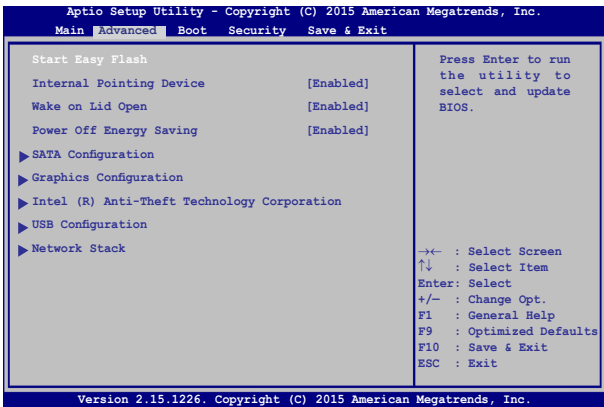 Aptio Setup Utility - Copyright (C) 2015 American Megatrends, Inc.
Main Advanced Boot Security Save & Exit
Start Easy Flash
Internal Pointing Device [Enabled]
Wake on Lid Open [Enabled]
Power Off Energy Saving [Enabled]
SATA Configuration
Graphics Configuration
Intel (R) Anti-Theft Technology Corporation
USB Configuration
Network Stack
Press Enter to run
the utility to
select and update
BIOS.
→← : Select Screen
↑↓ : Select Item
Enter: Select
+/— : Change Opt.
F1 : General Help
F9 : Optimized Defaults
F10 : Save & Exit
ESC : Exit
Version 2.15.1226. Copyright (C) 2015 American Megatrends, Inc.